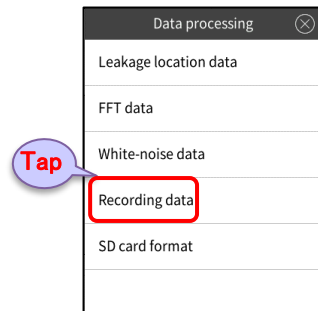 Data processing
Leakage location data
FFT data
White-noise data
Tap
Recording data
SD card format